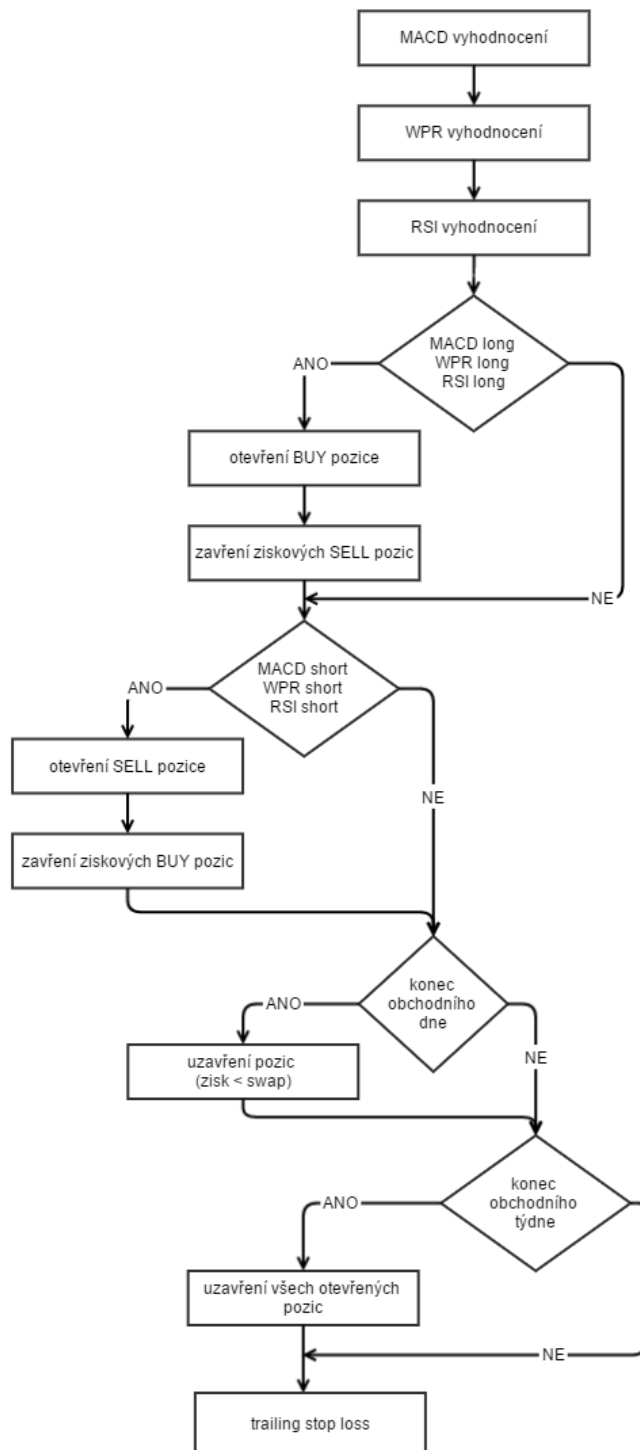 MACD vyhodnocení
WPR vyhodnocení
RSI vyhodnocení
MACD long
WPR long
RSI long
ANO
otevření BUY pozice
zavření ziskových SELL pozic
NE
MACD short
WPR short
RSI short
ANO
otevření SELL pozice
NE
zavření ziskových BUY pozic
konec
obchodního
dne
ANO
uzavření pozic
(zisk < swap)
NE
konec
obchodního
týdne
ANO
uzavření všech otevřených
pozic
NE
trailing stop loss